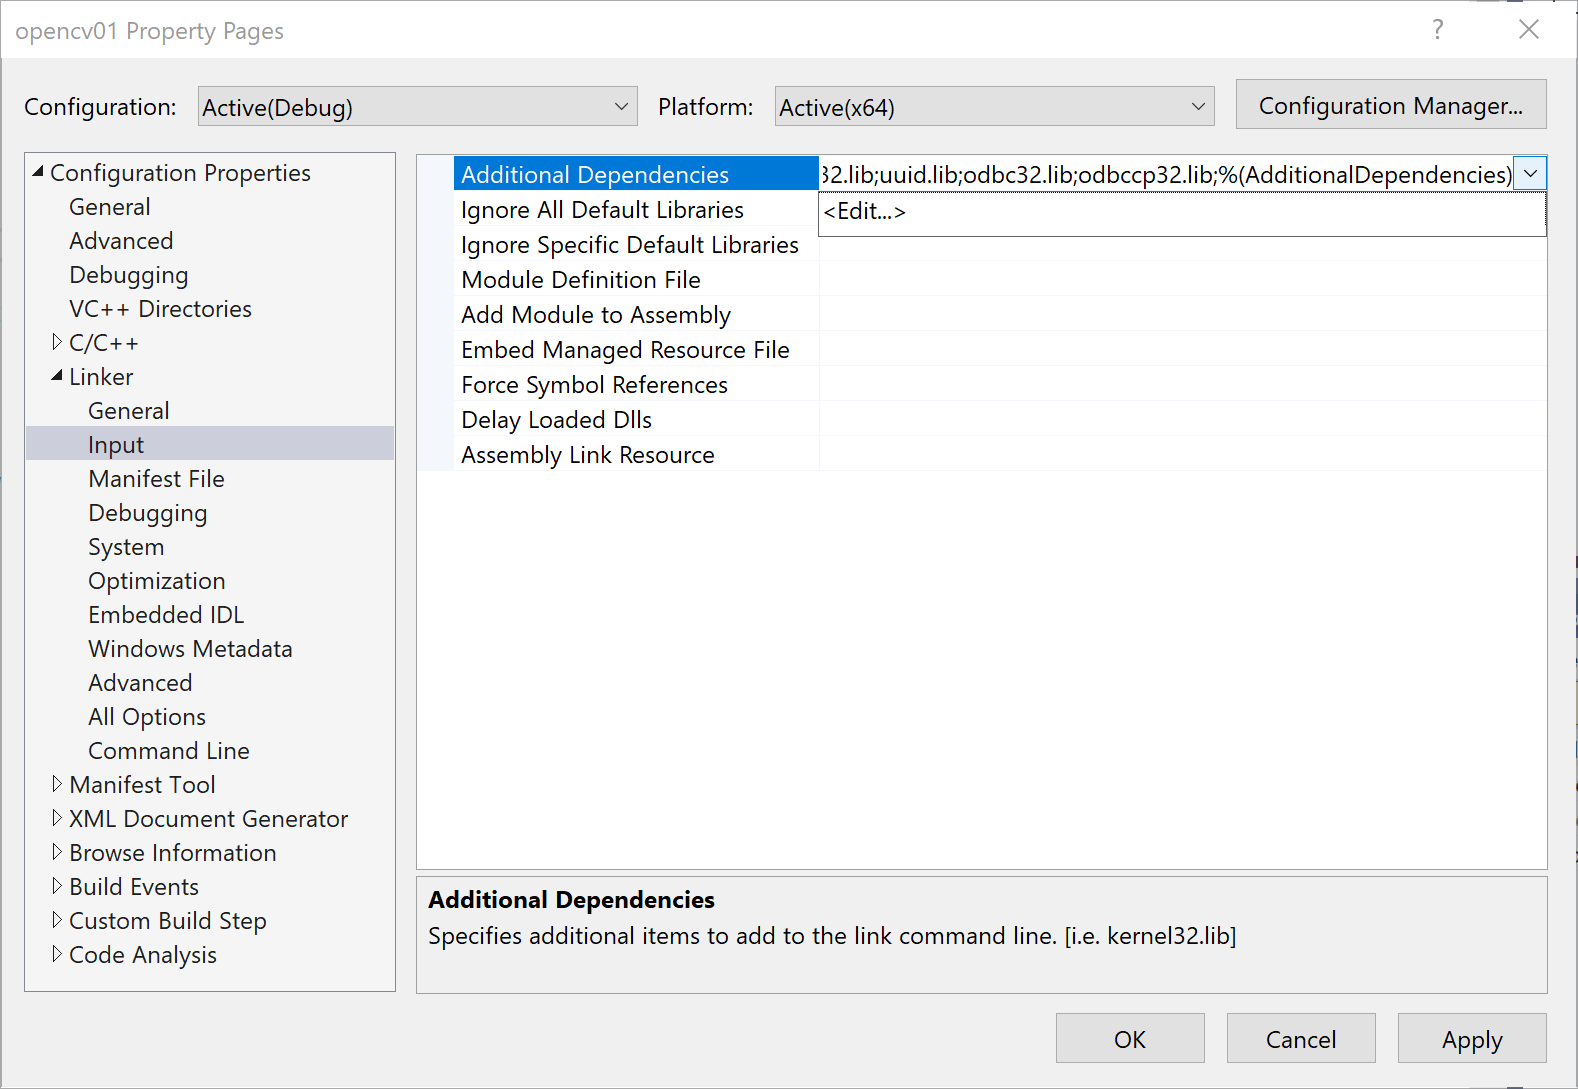 opencv01 Property Pages
?
Configuration: Active(Debug) Platform: Active(x64) Configuration Manager...
Configuration Properties
General
Advanced
Debugging
VC++ Directories
C/C++
Linker
General
Input
Manifest File
Debugging
System
Optimization
Embedded IDL
Windows Metadata
Advanced
All Options
Command Line
Manifest Tool
XML Document Generator
Browse Information
Build Events
Custom Build Step
Code Analysis
Additional Dependencies 32.lib;uuid.lib;odbc32.lib;odbccp32.lib;%(AdditionalDependencies)
Ignore All Default Libraries <Edit...>
Ignore Specific Default Libraries
Module Definition File
Add Module to Assembly
Embed Managed Resource File
Force Symbol References
Delay Loaded Dlls
Assembly Link Resource
Additional Dependencies
Specifies additional items to add to the link command line. [i.e. kernel32.lib]
OK Cancel Apply